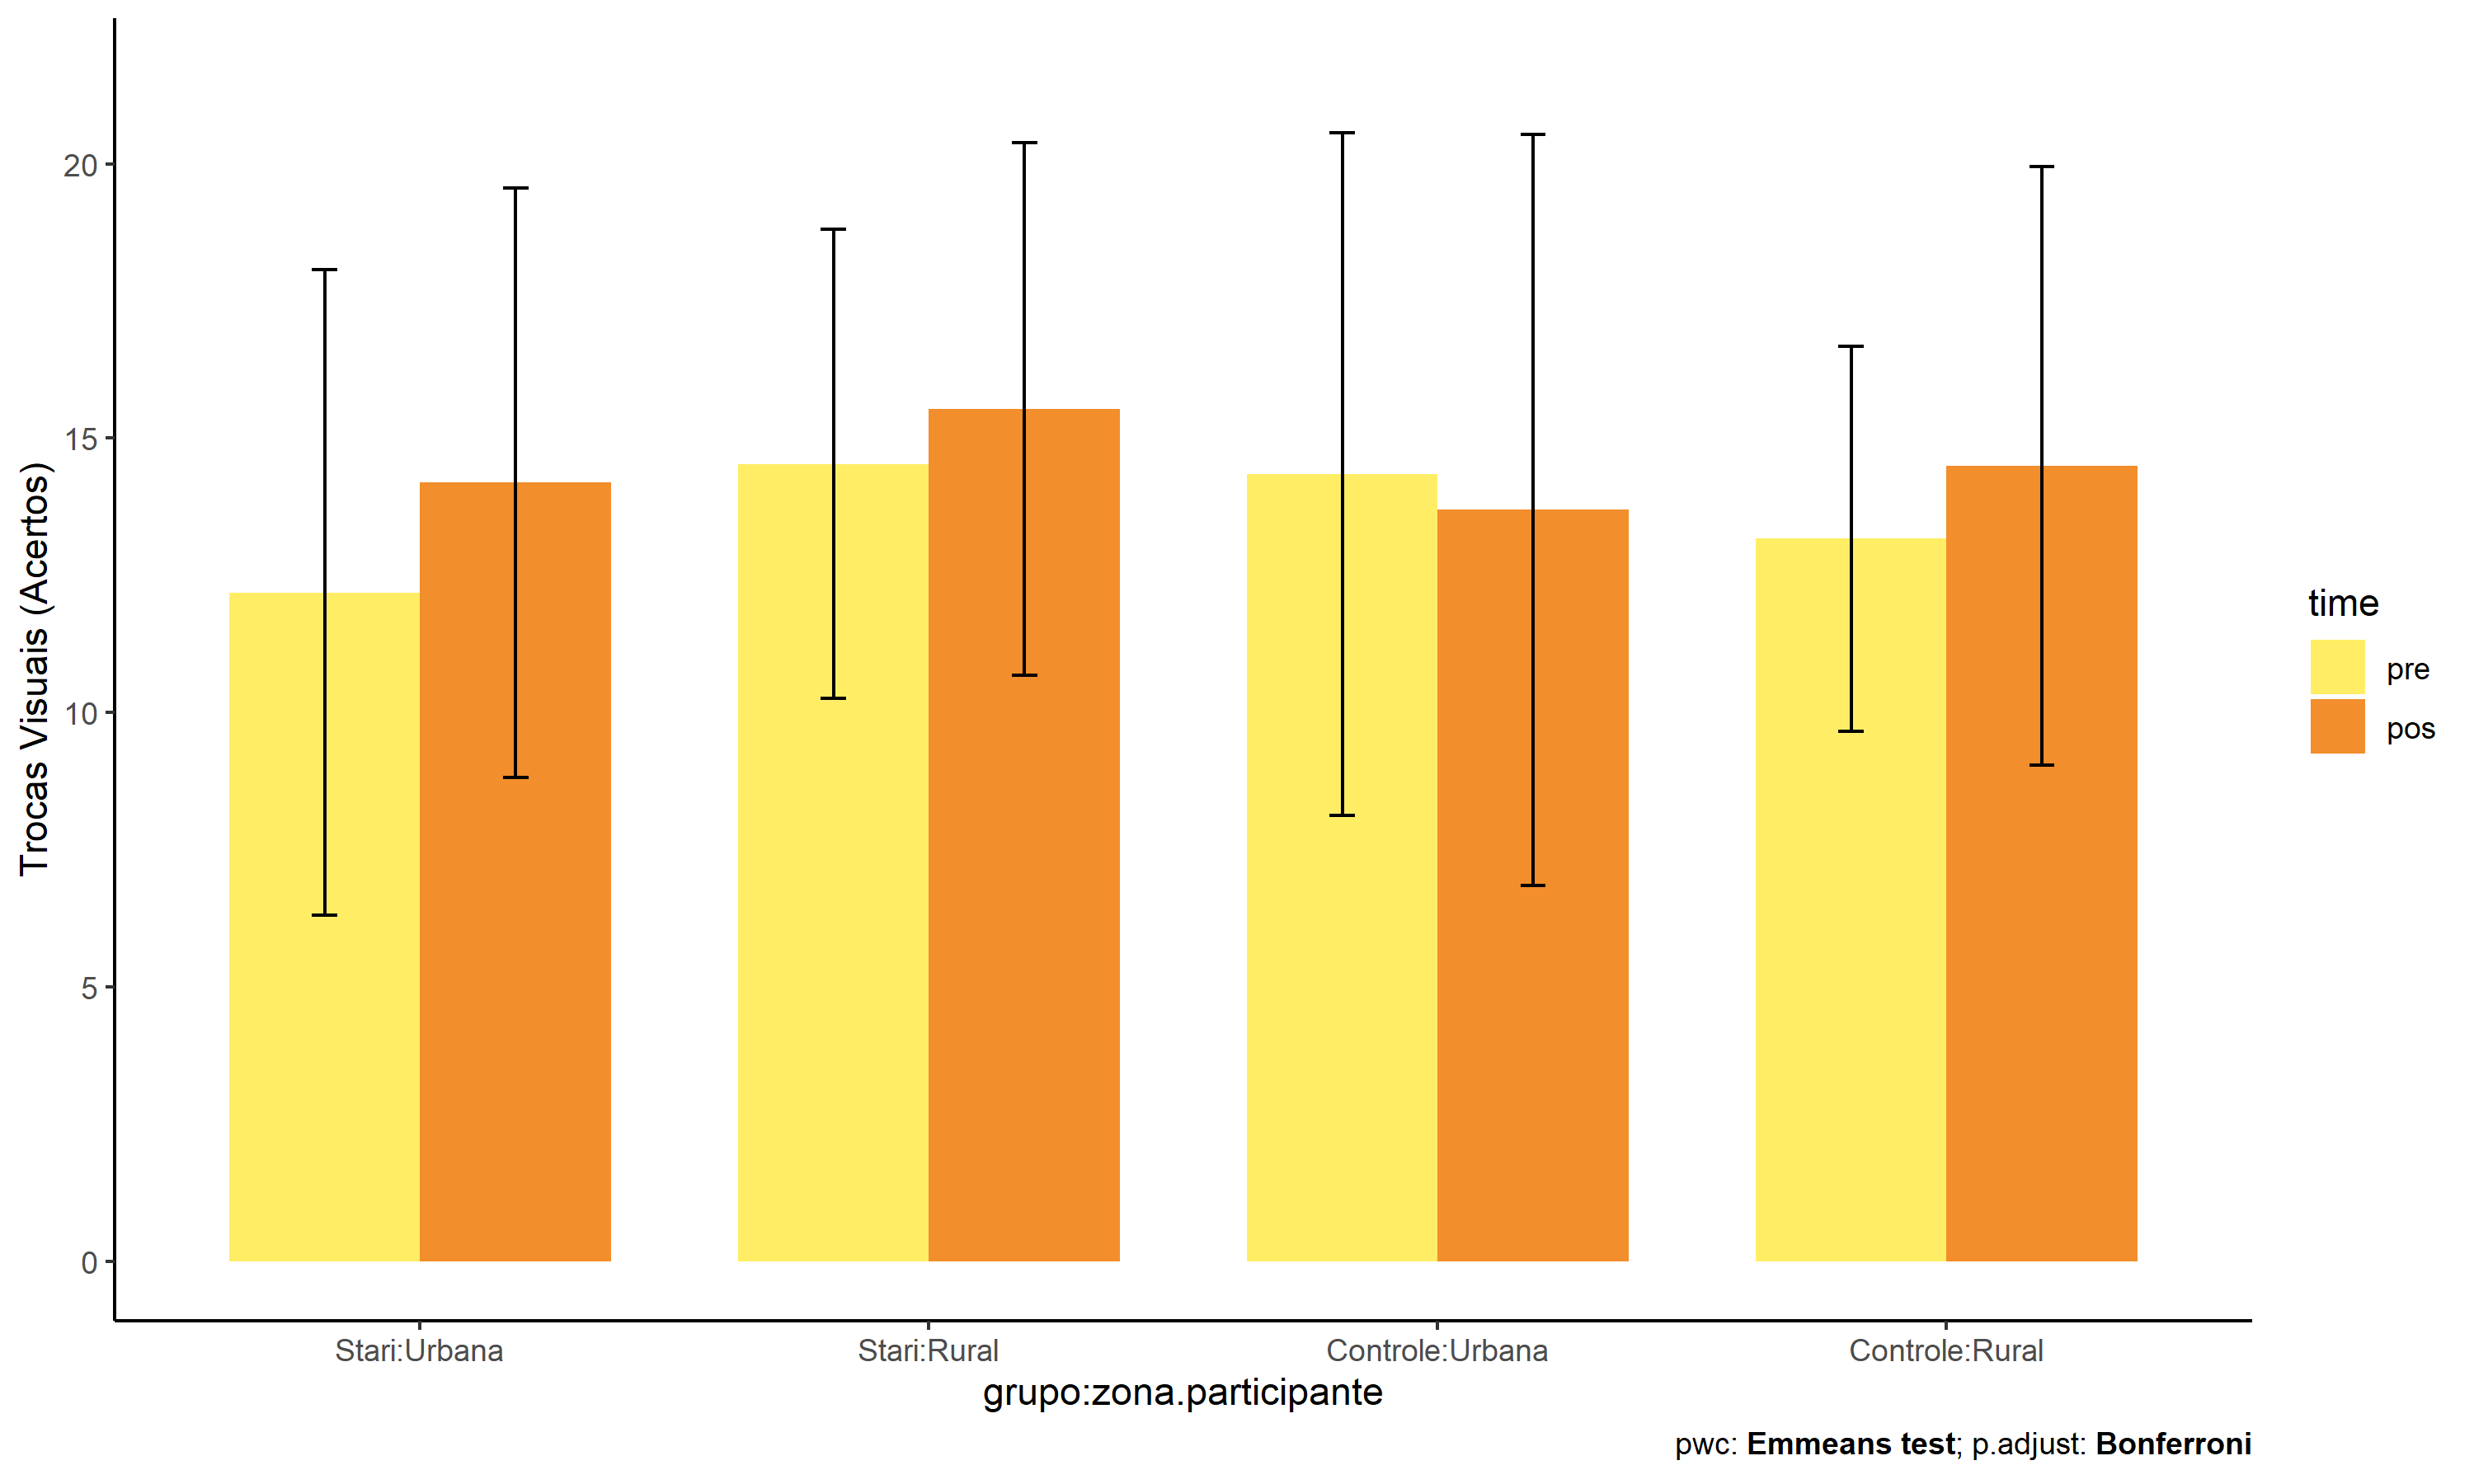 Trocas Visuais (Acertos)
20
15
10
5
0
Stari:Urbana
Stari:Rural
Controle:Urbana
Controle:Rural
grupo:zona.participante
pwc: Emmeans test; p.adjust: Bonferroni
time
pre
pos